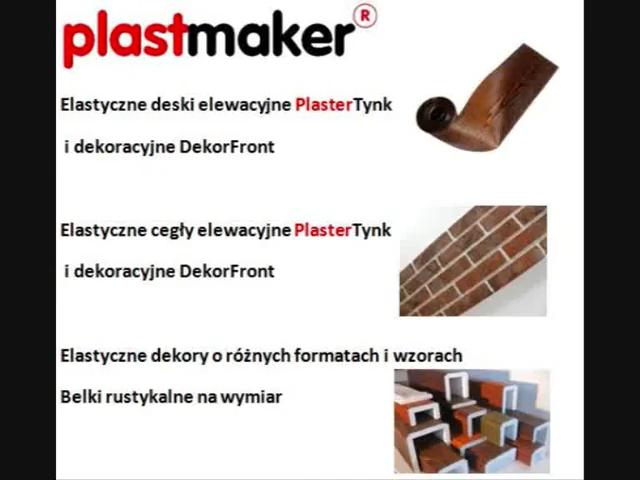 plastmaker®
Elastyczne deski elewacyjne PlasterTynk
i dekoracyjne DekorFront
Elastyczne cegły elewacyjne PlasterTynk
i dekoracyjne DekorFront
Elastyczne dekory o różnych formatach i wzorach
Belki rustykalne na wymiar